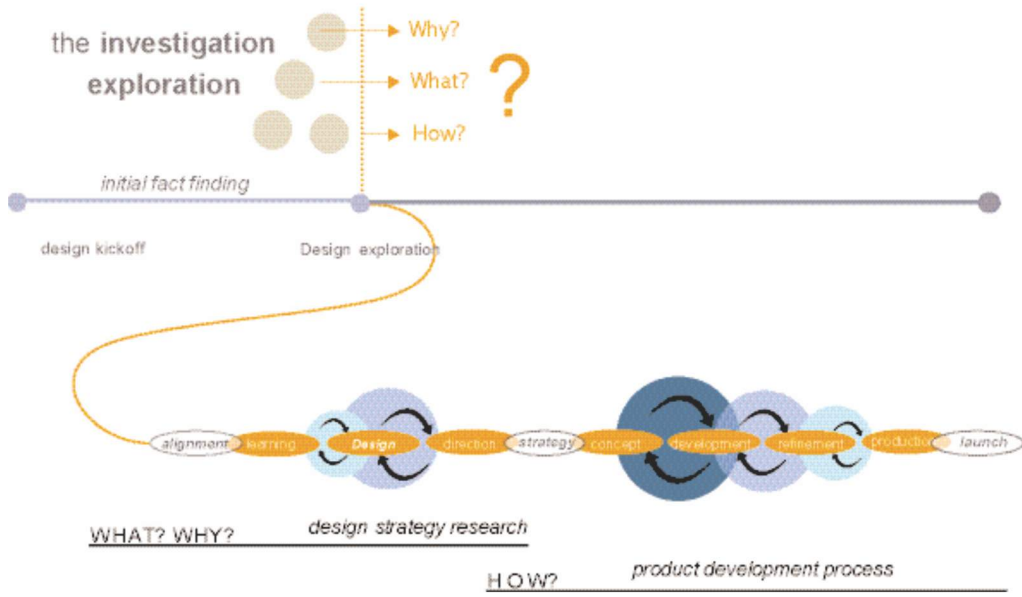 the investigation
exploration
Why?
What?
How?
?
initial fact finding
design kickoff
Design exploration
alignment
learning
Design
direction
strategy
concept
development
refinement
production
launch
WHAT? WHY?
design strategy research
HOW?
product development process